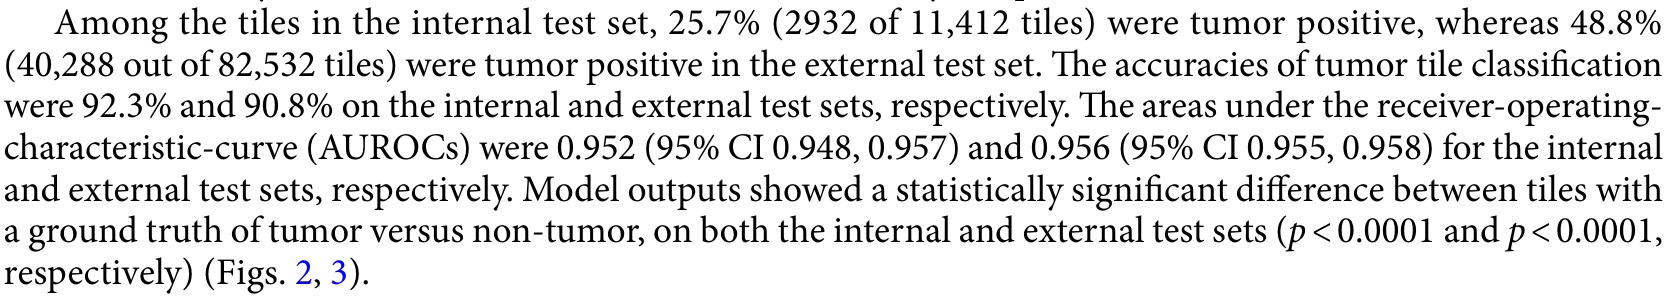 Among the tiles in the internal test set, 25.7% (2932 of 11,412 tiles) were tumor positive, whereas 48.8%
(40,288 out of 82,532 tiles) were tumor positive in the external test set. The accuracies of tumor tile classification
were 92.3% and 90.8% on the internal and external test sets, respectively. The areas under the receiver-operating-
characteristic-curve (AUROCs) were 0.952 (95% CI 0.948, 0.957) and 0.956 (95% CI 0.955, 0.958) for the internal
and external test sets, respectively. Model outputs showed a statistically significant difference between tiles with
a ground truth of tumor versus non-tumor, on both the internal and external test sets (p < 0.0001 and p < 0.0001,
respectively) (Figs. 2, 3).